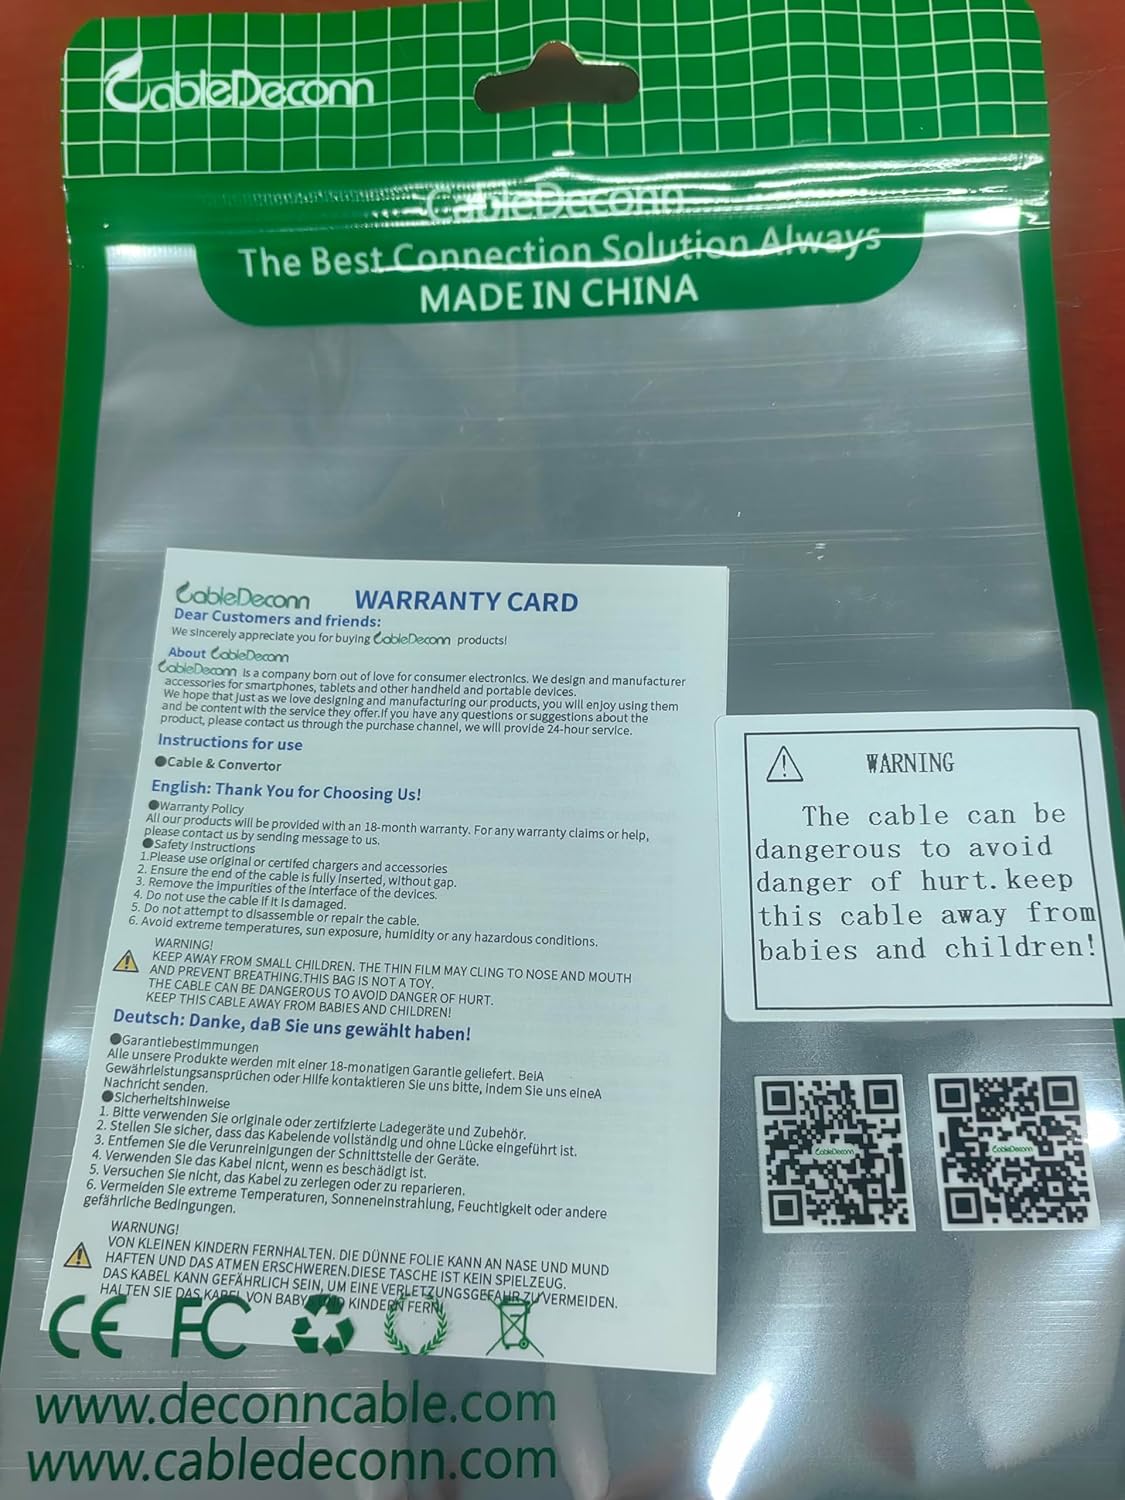 CableDeconn
CableDeconn
The Best Connection Solution Always
MADE IN CHINA
CableDeconn WARRANTY CARD
Dear Customers and friends:
We sincerely appreciate you for buying CableDeconn products!
About CableDeconn
CableDeconn is a company born out of love for consumer electronics. We design and manufacturer
accessories for smartphones, tablets and other handheld and portable devices.
We hope that just as we love designing and manufacturing our products, you will enjoy using them
and be content with the service they offer.If you have any questions or suggestions about the
product, please contact us through the purchase channel, we will provide 24-hour service.
Instructions for use
●Cable & Convertor
English: Thank You for Choosing Us!
●Warranty Policy
All our products will be provided with an 18-month warranty. For any warranty claims or help,
please contact us by sending message to us.
●Safety Instructions
1.Please use original or certifed chargers and accessories
2. Ensure the end of the cable is fully inserted, without gap.
3. Remove the impurities of the interface of the devices.
4. Do not use the cable if it is damaged.
5. Do not attempt to disassemble or repair the cable.
6. Avoid extreme temperatures, sun exposure, humidity or any hazardous conditions.
WARNING!
KEEP AWAY FROM SMALL CHILDREN. THE THIN FILM MAY CLING TO NOSE AND MOUTH
AND PREVENT BREATHING.THIS BAG IS NOT A TOY.
THE CABLE CAN BE DANGEROUS TO AVOID DANGER OF HURT.
KEEP THIS CABLE AWAY FROM BABIES AND CHILDREN!
Deutsch: Danke, daB Sie uns gewählt haben!
●Garantiebestimmungen
Alle unsere Produkte werden mit einer 18-monatigen Garantie geliefert. BeiA
Gewährleistungsansprüchen oder Hilfe kontaktieren Sie uns bitte, indem Sie uns eineA
Nachricht senden.
●Sicherheitshinweise
1. Bitte verwenden Sie originale oder zertifzierte Ladegeräte und Zubehör.
2. Stellen Sie sicher, dass das Kabelende vollständig und ohne Lücke eingeführt ist.
3. Entfemen Sie die Verunreinigungen der Schnittstelle der Geräte.
4. Verwenden Sie das Kabel nicnt, wenn es beschädigt ist.
5. Versuchen Sie nicht, das Kabel zu zerlegen oder zu reparieren.
6. Vermeiden Sie extreme Temperaturen, Sonneneinstrahlung, Feuchtigkeit oder andere
gefährliche Bedingungen.
WARNUNG!
VON KLEINEN KINDERN FERNHALTEN. DIE DÜNNE FOLIE KANN AN NASE UND MUND
HAFTEN UND DAS ATMEN ERSCHWEREN.DIESE TASCHE IST KEIN SPIELZEUG.
DAS KABEL KANN GEFÄHRLICH SEIN, UM EINE VERLETZUNGSGEFAHR ZU VERMEIDEN.
HALTEN SIE DAS KABEL VON BABYS UND KINDERN FERN
WARNING
The cable can be
dangerous to avoid
danger of hurt.keep
this cable away from
babies and children!
CableDeconn CableDeconn
CE FC
www.deconncable.com
www.cabledeconn.com